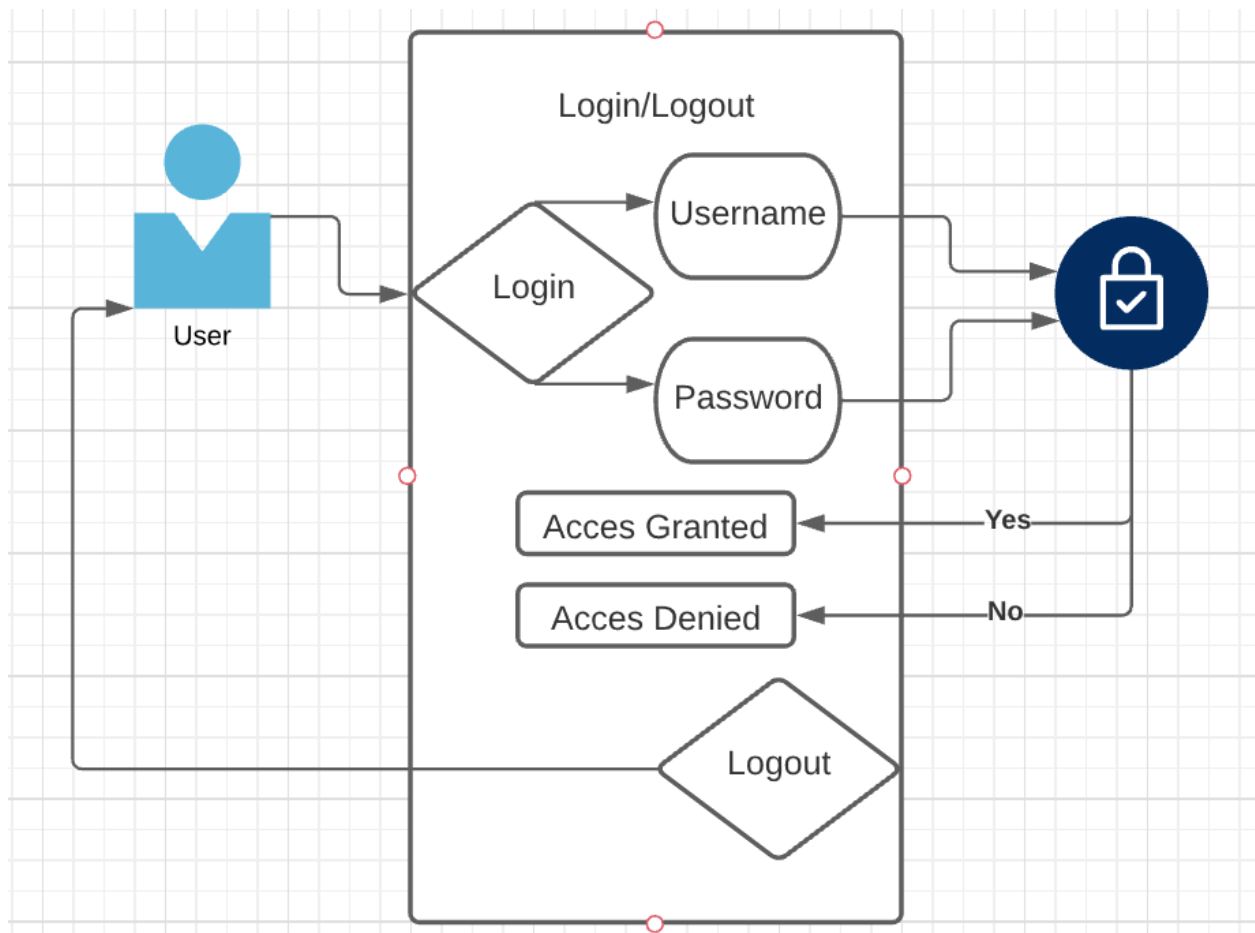 Login/Logout
Username
Login
User
Password
Yes
Acces Granted
No
Acces Denied
Logout